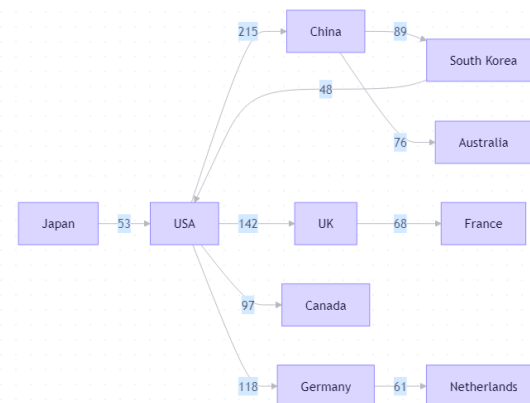 215
China
89
South Korea
48
76
Australia
Japan
53
USA
142
UK
68
France
97
Canada
118
Germany
61
Netherlands